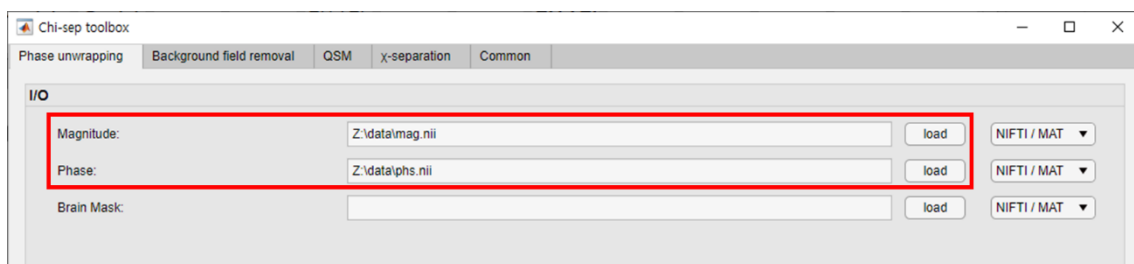 Chi-sep toolbox
Phase unwrapping Background field removal QSM χ-separation Common
I/O
Magnitude: Z:\data\mag.nii load NIFTI / MAT
Phase: Z:\data\phs.nii load NIFTI / MAT
Brain Mask: load NIFTI / MAT